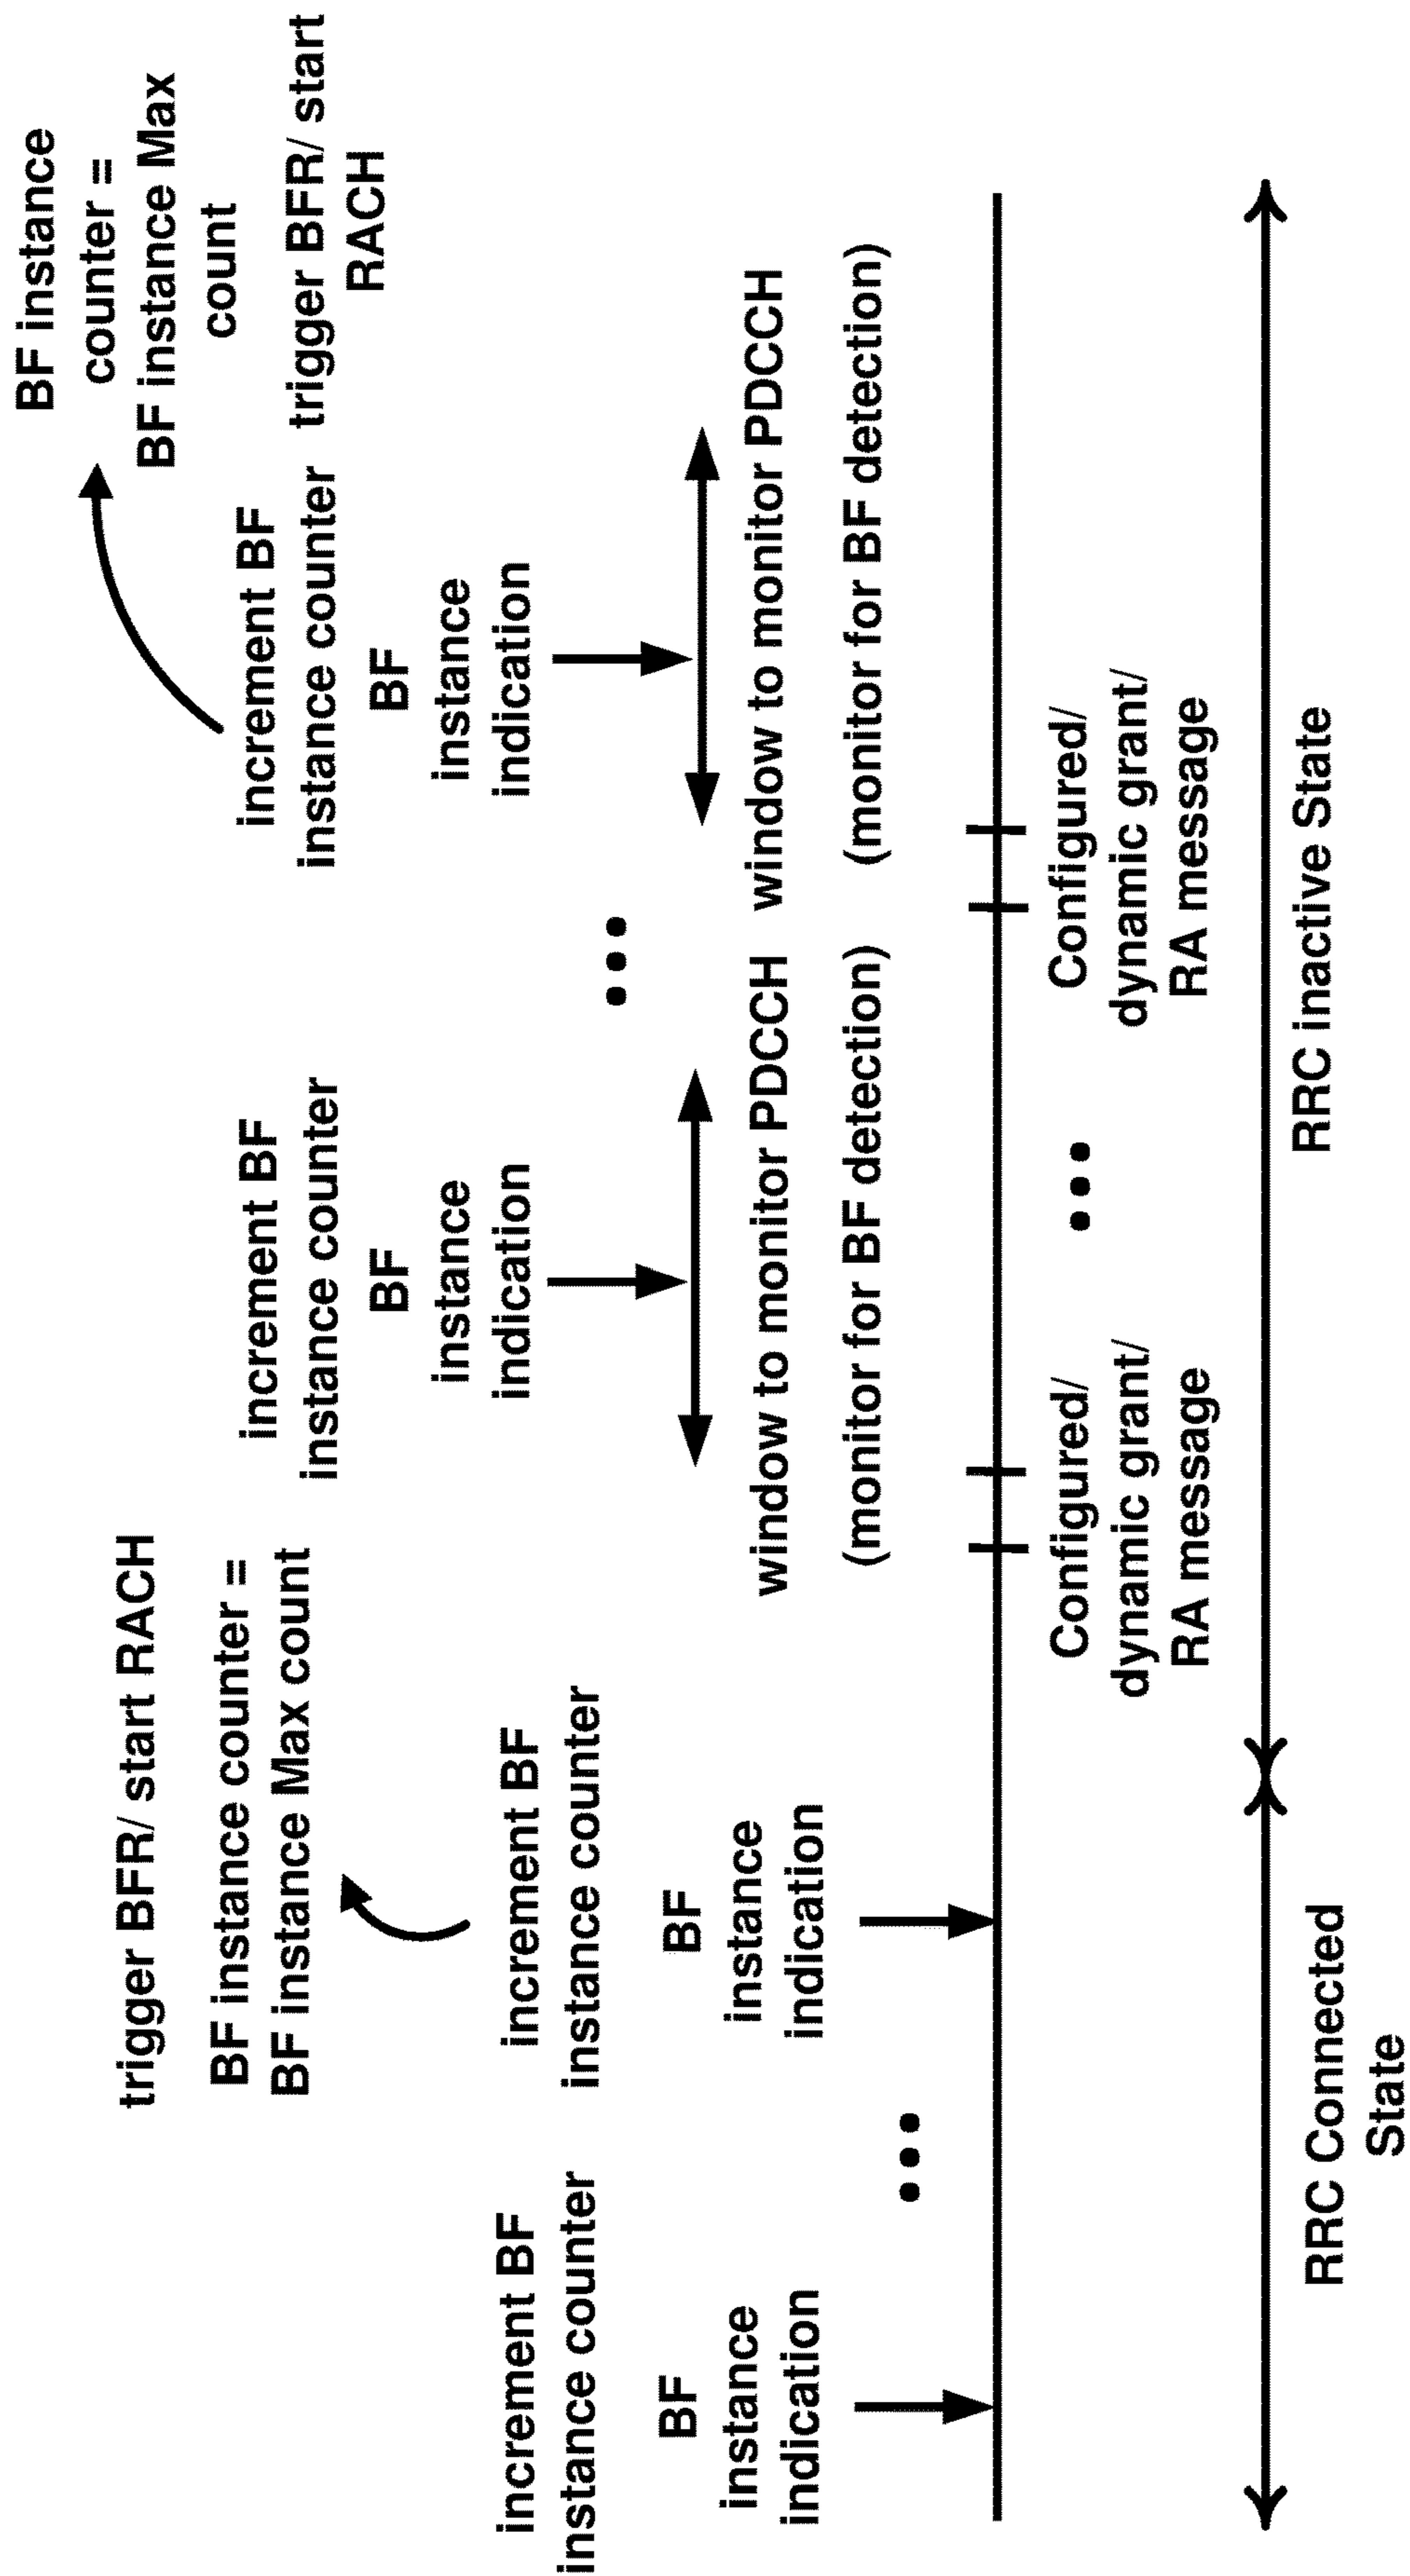 trigger BFR/ start RACH
BF instance counter =
BF instance Max count
increment BF
instance counter
BF
instance
indication
increment BF
instance counter
BF
instance
indication
increment BF
instance counter
BF
instance
indication
window to monitor PDCCH
(monitor for BF detection)
BF instance
counter =
BF instance Max
count
trigger BFR/ start
RACH
increment BF
instance counter
BF
instance
indication
window to monitor PDCCH
(monitor for BF detection)
Configured/
dynamic grant/
RA message
Configured/
dynamic grant/
RA message
RRC Connected
State
RRC inactive State